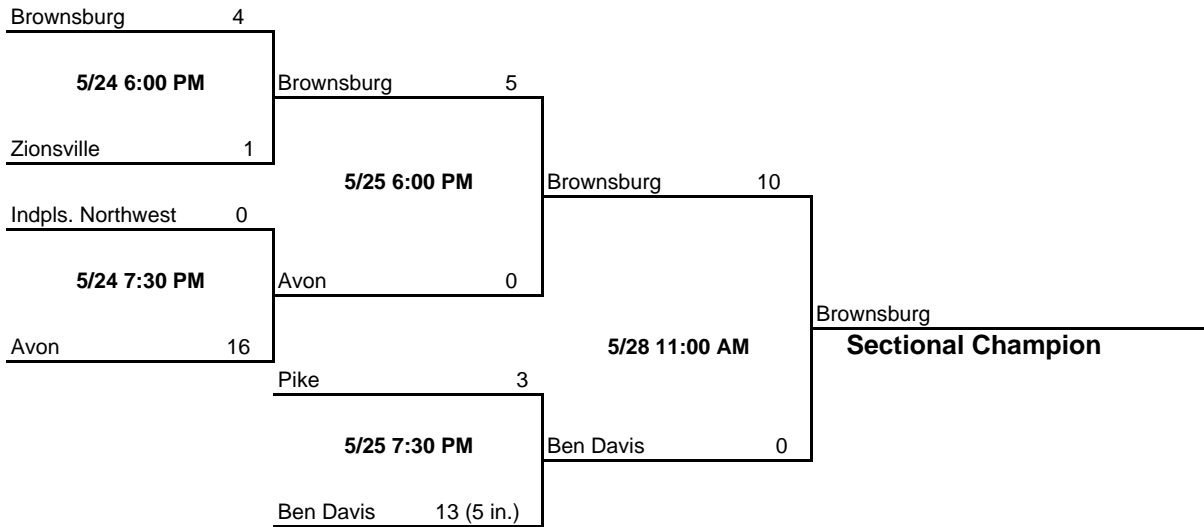 Brownsburg 4
5/24 6:00 PM
Brownsburg 5
Zionsville 1
5/25 6:00 PM
Brownsburg 10
Indpls. Northwest 0
5/24 7:30 PM
Avon 0
Brownsburg
Avon 16
5/28 11:00 AM
Sectional Champion
Pike 3
5/25 7:30 PM
Ben Davis 0
Ben Davis 13 (5 in.)